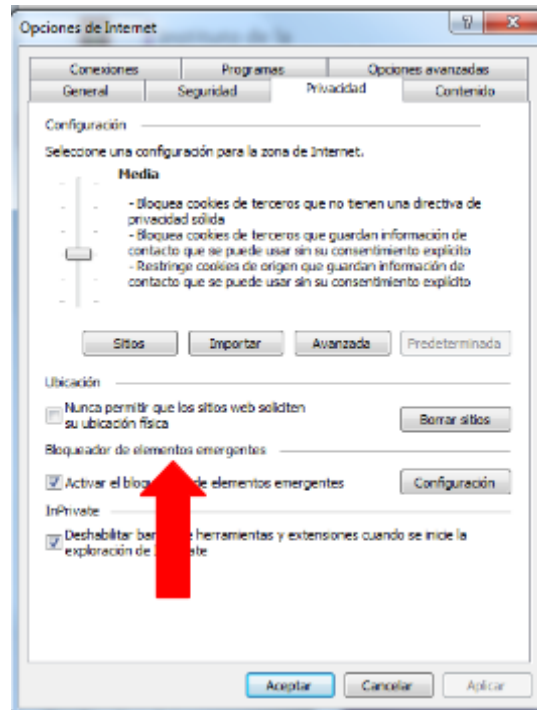 Opciones de Internet
Conexiones Programas Opciones avanzadas
General Seguridad Privacidad Contenido
Configuración
Seleccione una configuración para la zona de Internet.
Media
- Bloquea cookies de terceros que no tienen una directiva de
privacidad sólida
- Bloquea cookies de terceros que guardan información de
contacto que se puede usar sin su consentimiento explícito
- Restringe cookies de origen que guardan información de
contacto que se puede usar sin su consentimiento explícito
Sitios Importar Avanzada Predeterminada
Ubicación
Nunca permitir que los sitios web soliciten
su ubicación física Borrar sitios
Bloqueador de elementos emergentes
Activar el de elementos emergentes Configuración
InPrivate
Deshabilitar herramientas y extensiones cuando se inicie la
exploración de
Aceptar Cancelar Aplicar